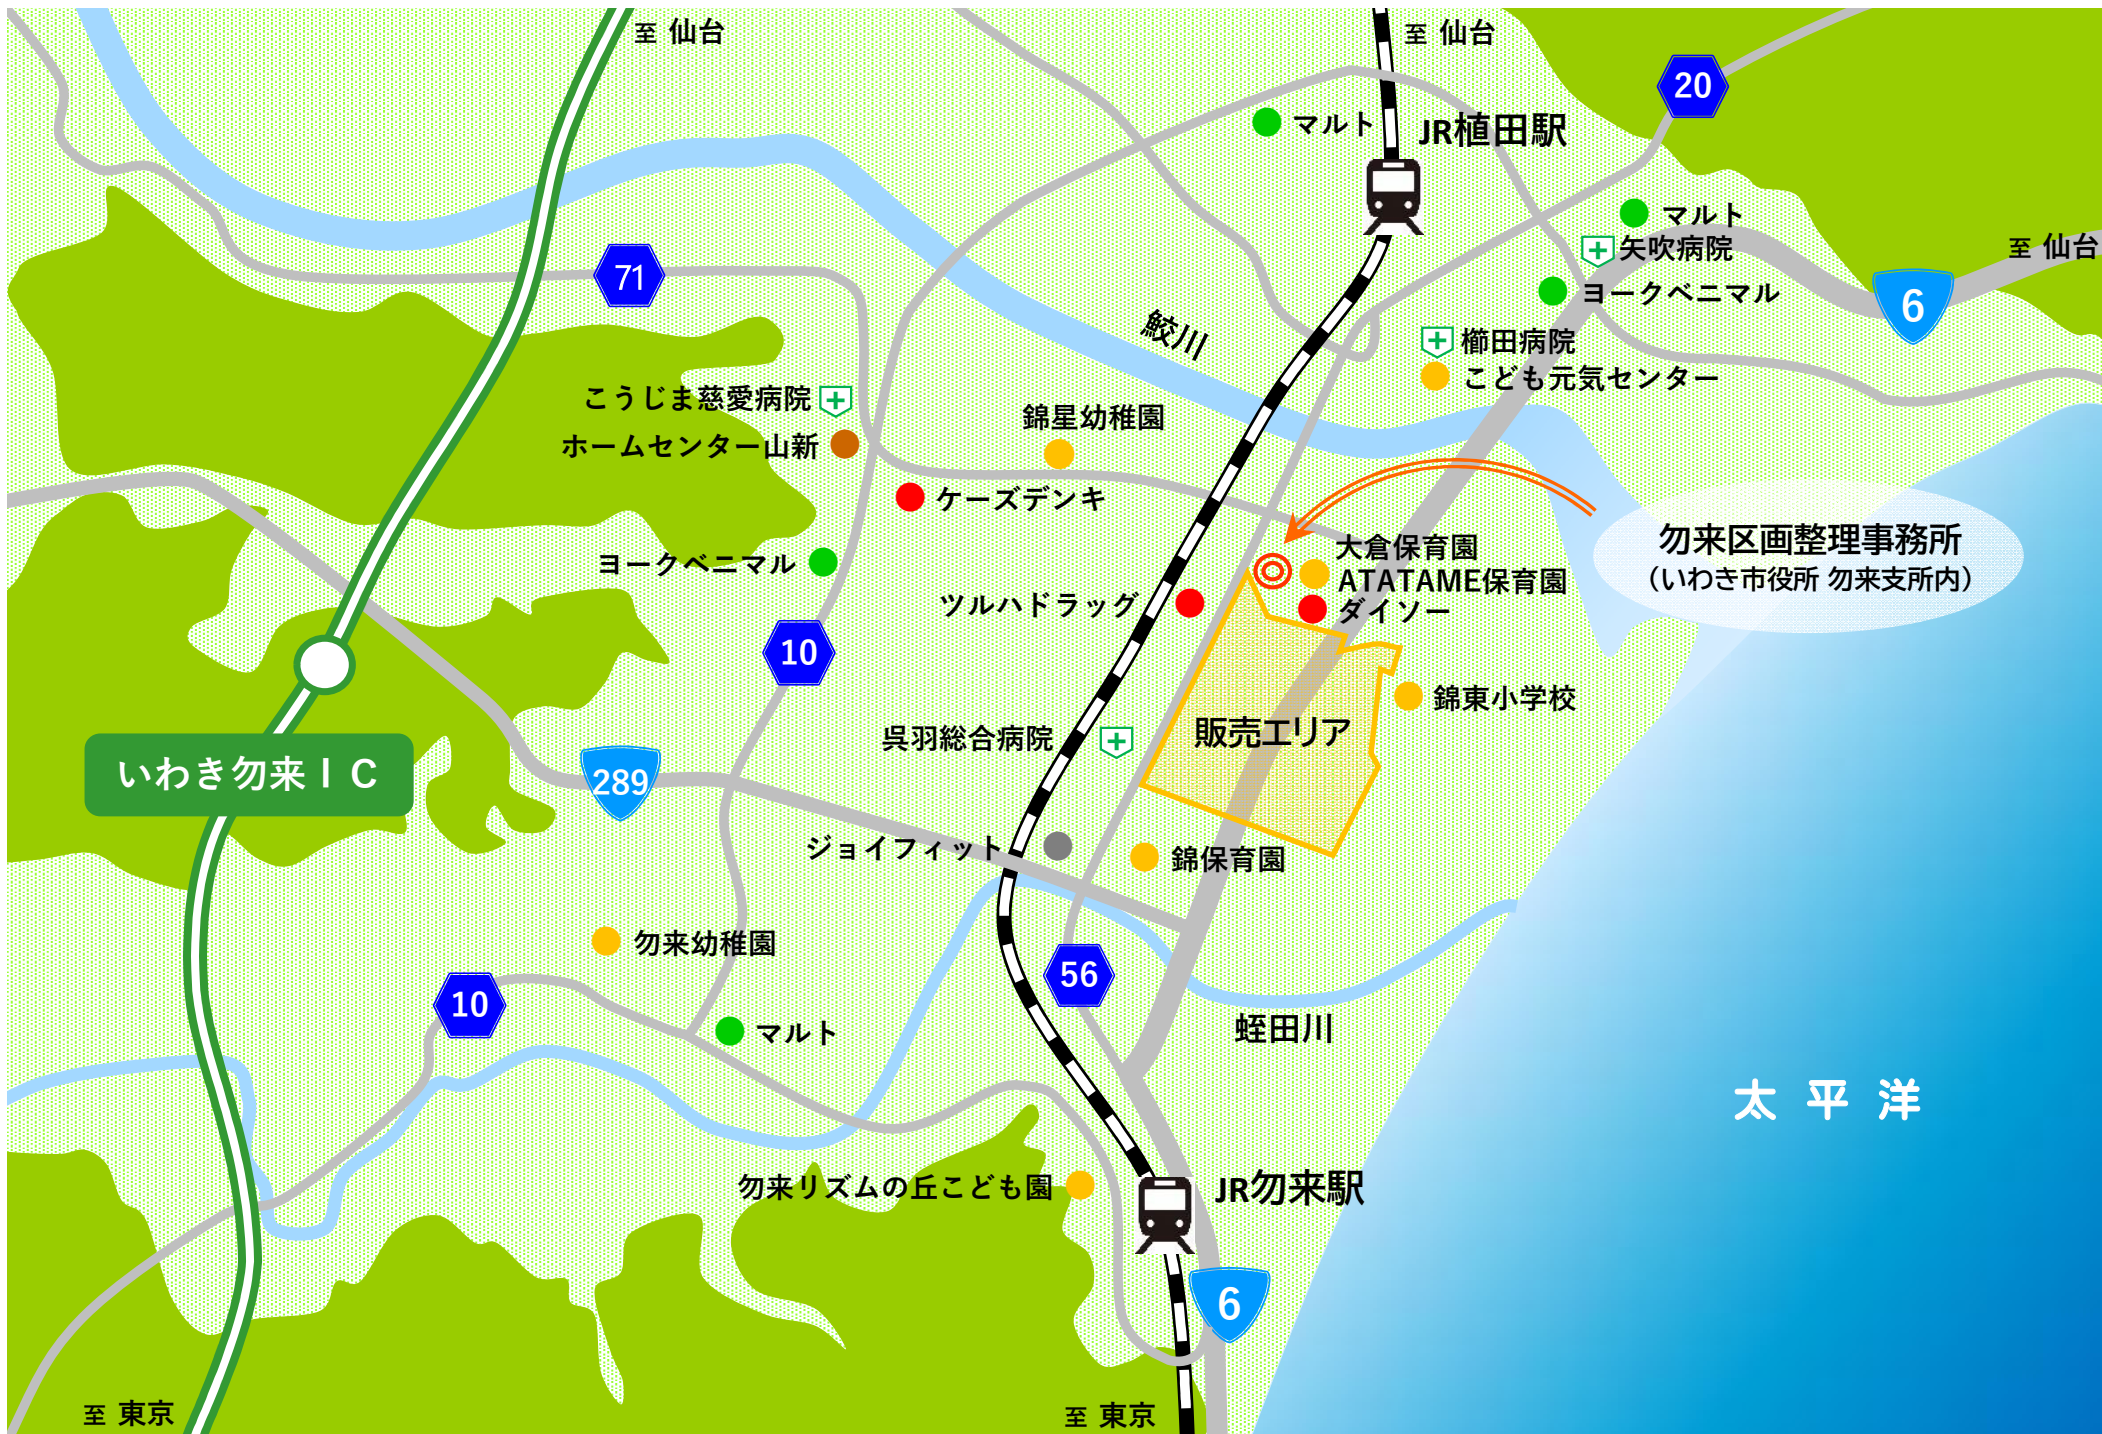 至 仙台
至 仙台
20
マルト
JR植田駅
マルト
矢吹病院
至 仙台
71
ヨークベニマル
6
鮫川
櫛田病院
こども元気センター
こうじま慈愛病院
錦星幼稚園
ホームセンター山新
ケーズデンキ
勿来区画整理事務所
(いわき市役所 勿来支所内)
大倉保育園
ATATAME保育園
ダイソー
ヨークベニマル
ツルハドラッグ
10
錦東小学校
販売エリア
呉羽総合病院
いわき勿来IC
289
ジョイフィット
錦保育園
勿来幼稚園
56
10
マルト
蛭田川
太平洋
勿来リズムの丘こども園
JR勿来駅
6
至 東京
至 東京